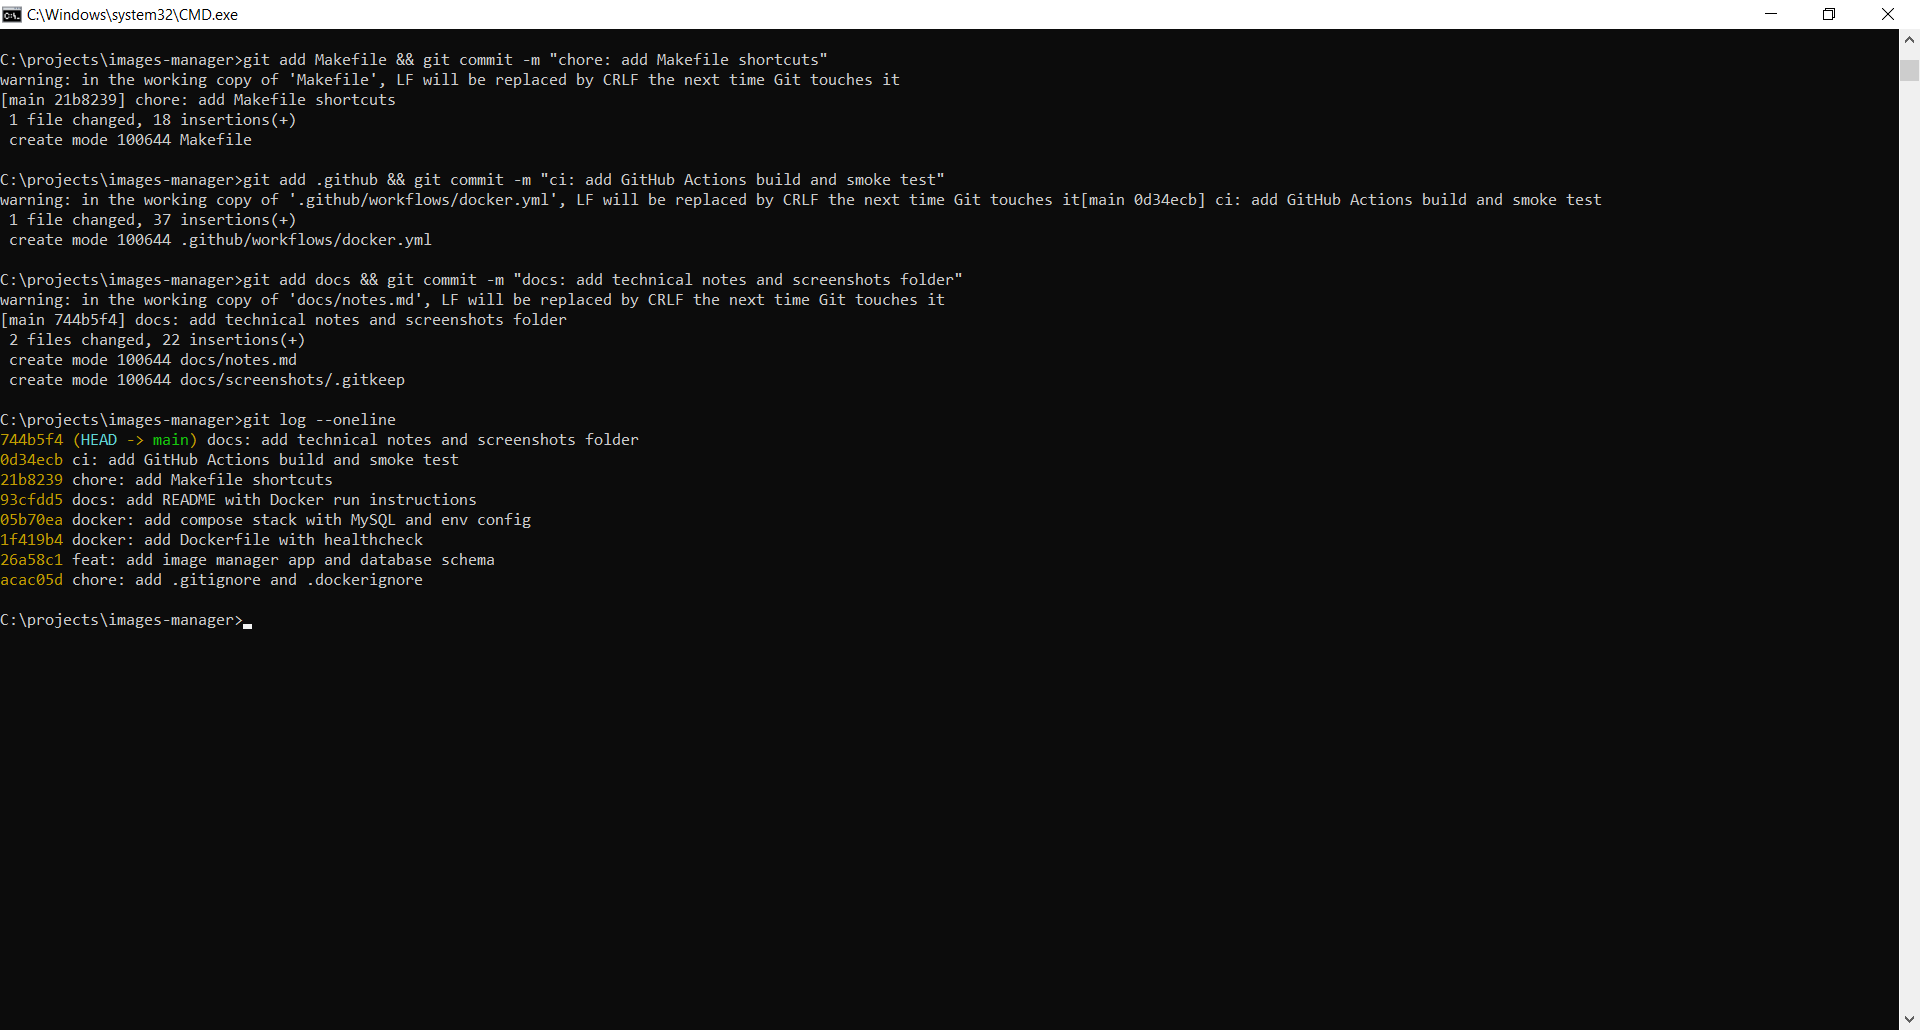 C:\Windows\system32\CMD.exe
C:\projects\images-manager>git add Makefile && git commit -m "chore: add Makefile shortcuts"
warning: in the working copy of 'Makefile', LF will be replaced by CRLF the next time Git touches it
[main 21b8239] chore: add Makefile shortcuts
 1 file changed, 18 insertions(+)
 create mode 100644 Makefile
C:\projects\images-manager>git add .github && git commit -m "ci: add GitHub Actions build and smoke test"
warning: in the working copy of '.github/workflows/docker.yml', LF will be replaced by CRLF the next time Git touches it[main 0d34ecb] ci: add GitHub Actions build and smoke test
 1 file changed, 37 insertions(+)
 create mode 100644 .github/workflows/docker.yml
C:\projects\images-manager>git add docs && git commit -m "docs: add technical notes and screenshots folder"
warning: in the working copy of 'docs/notes.md', LF will be replaced by CRLF the next time Git touches it
[main 744b5f4] docs: add technical notes and screenshots folder
 2 files changed, 22 insertions(+)
 create mode 100644 docs/notes.md
 create mode 100644 docs/screenshots/.gitkeep
C:\projects\images-manager>git log --oneline
744b5f4 (HEAD -> main) docs: add technical notes and screenshots folder
0d34ecb ci: add GitHub Actions build and smoke test
21b8239 chore: add Makefile shortcuts
93cfdd5 docs: add README with Docker run instructions
05b70ea docker: add compose stack with MySQL and env config
1f419b4 docker: add Dockerfile with healthcheck
26a58c1 feat: add image manager app and database schema
acac05d chore: add .gitignore and .dockerignore
C:\projects\images-manager>